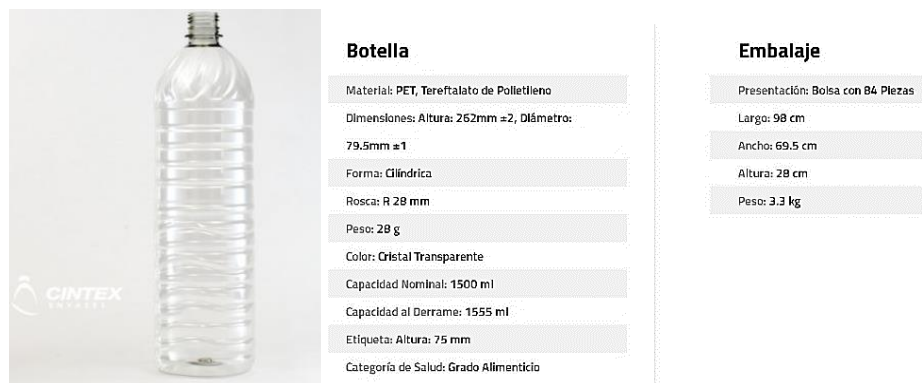 Botella
Material: PET, Tereftalato de Polietileno
Dimensiones: Altura: 262mm ±2, Diámetro:
79.5mm ±1
Forma: Cilíndrica
Rosca: R 28 mm
Peso: 28 g
Color: Cristal Transparente
Capacidad Nominal: 1500 ml
Capacidad al Derrame: 1555 ml
Etiqueta: Altura: 75 mm
Categoría de Salud: Grado Alimenticio
Embalaje
Presentación: Bolsa con 84 Piezas
Largo: 98 cm
Ancho: 69.5 cm
Altura: 28 cm
Peso: 3.3 kg
CINTEX
ENVASES